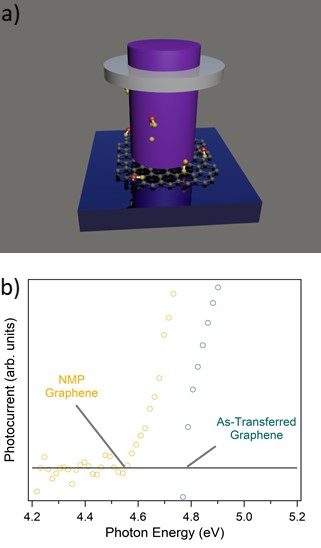 a)
b)
Photocurrent (arb. units)
NMP
Graphene
As-Transferred
Graphene
4.2 4.4 4.6 4.8 5.0 5.2
Photon Energy (eV)